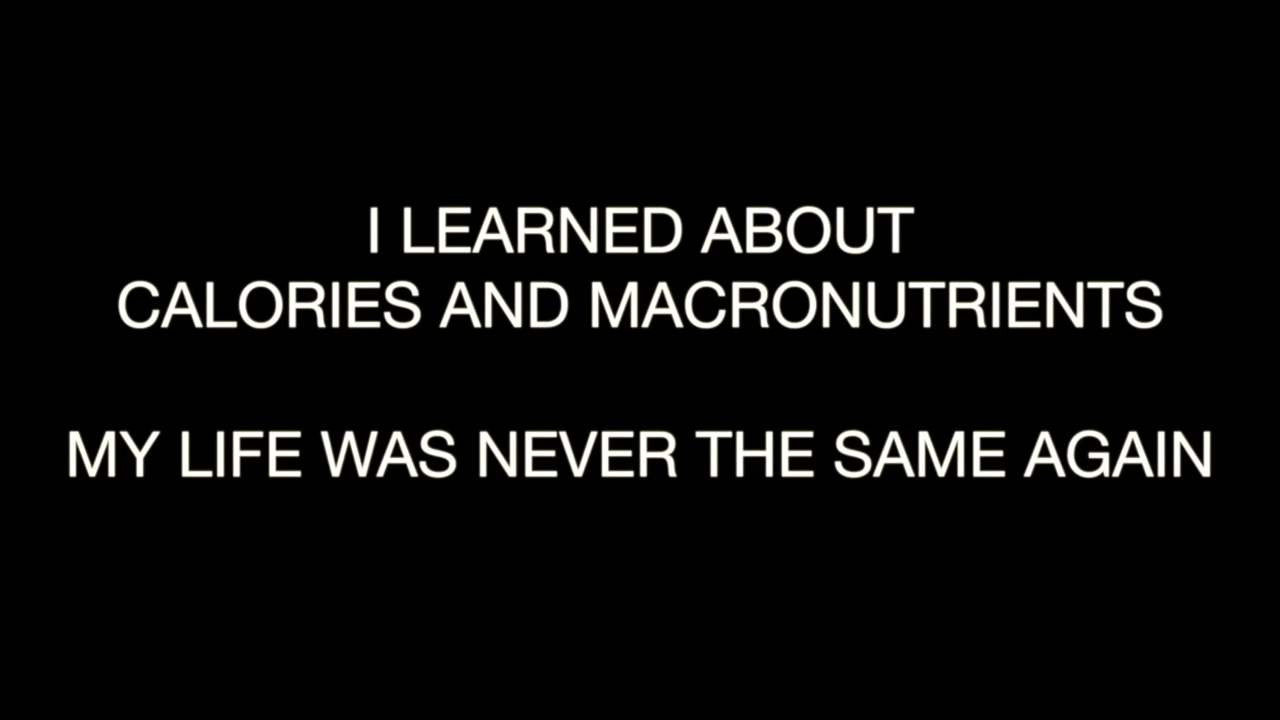 I LEARNED ABOUT
CALORIES AND MACRONUTRIENTS
MY LIFE WAS NEVER THE SAME AGAIN